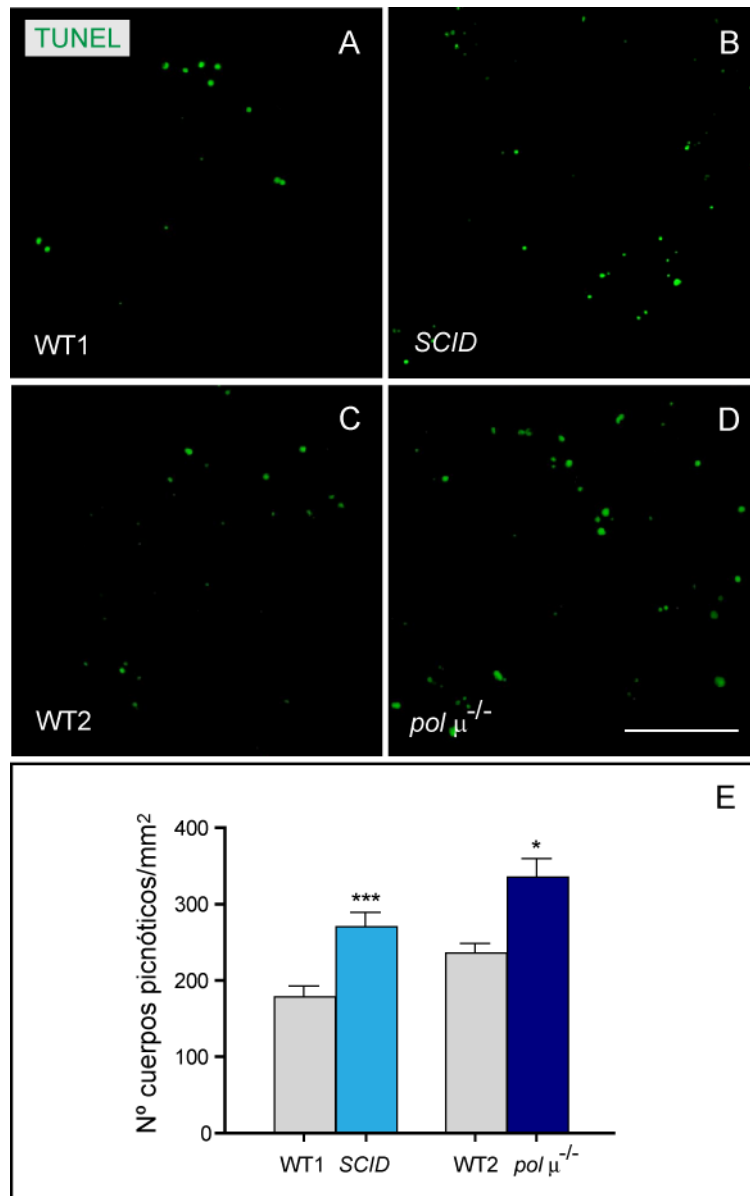 TUNEL
A
B
WT1
SCID
C
D
WT2
pol µ-/-
E
Nº cuerpos picnóticos/mm2
400
300
200
100
0
***
*
WT1 SCID WT2 pol µ-/-